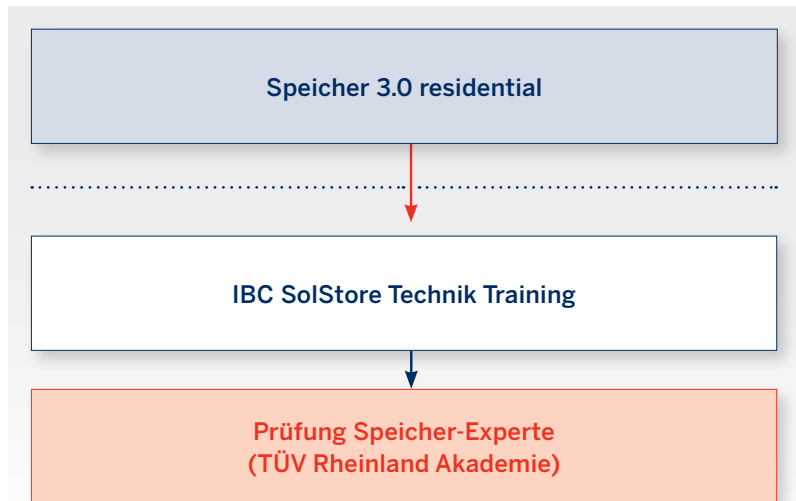 Speicher 3.0 residential
IBC SolStore Technik Training
Prüfung Speicher-Experte
(TÜV Rheinland Akademie)